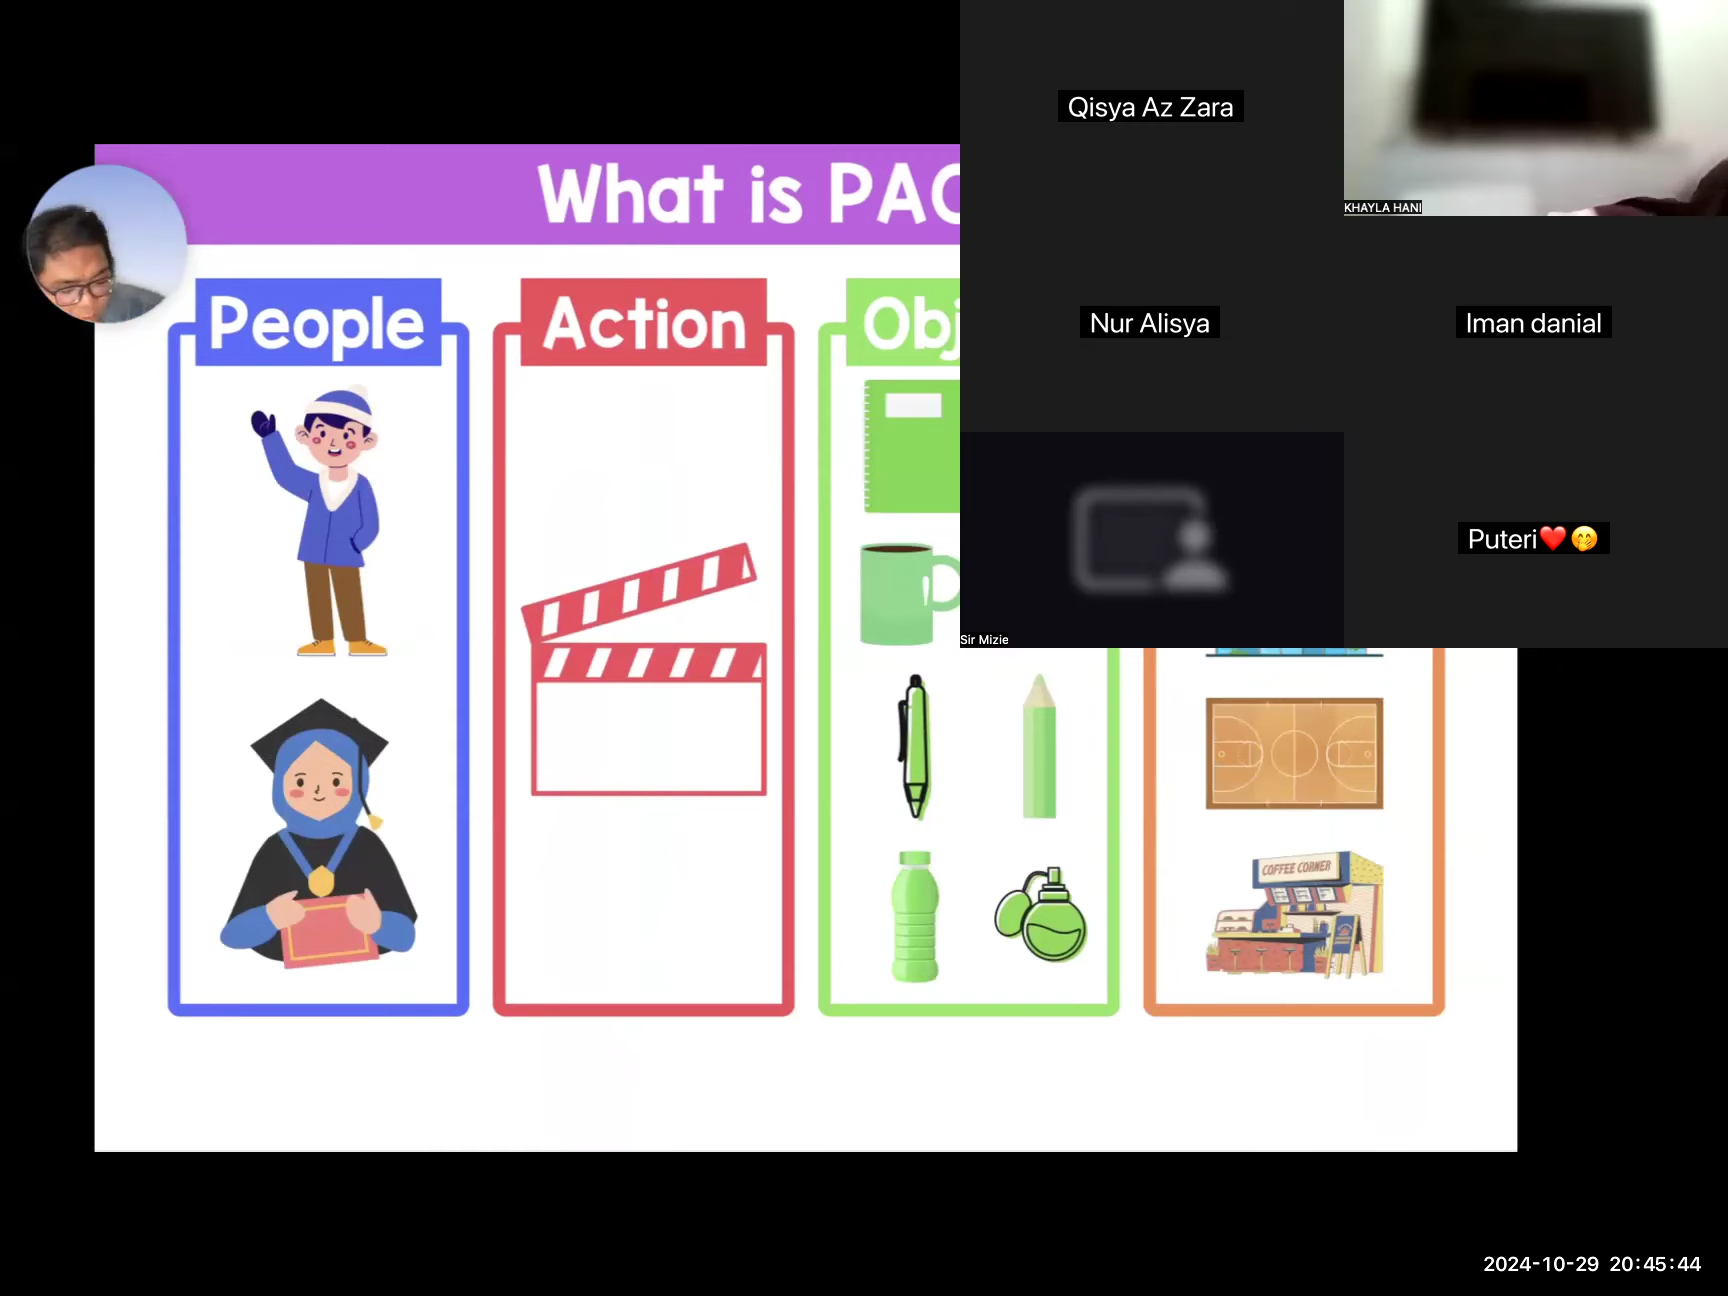 What is PAC
People
Action
Obj
COFFEE CORNER
Qisya Az Zara
KHAYLA HANI
Nur Alisya
Iman danial
Sir Mizie
Puteri❤️🤭
2024-10-29 20:45:44